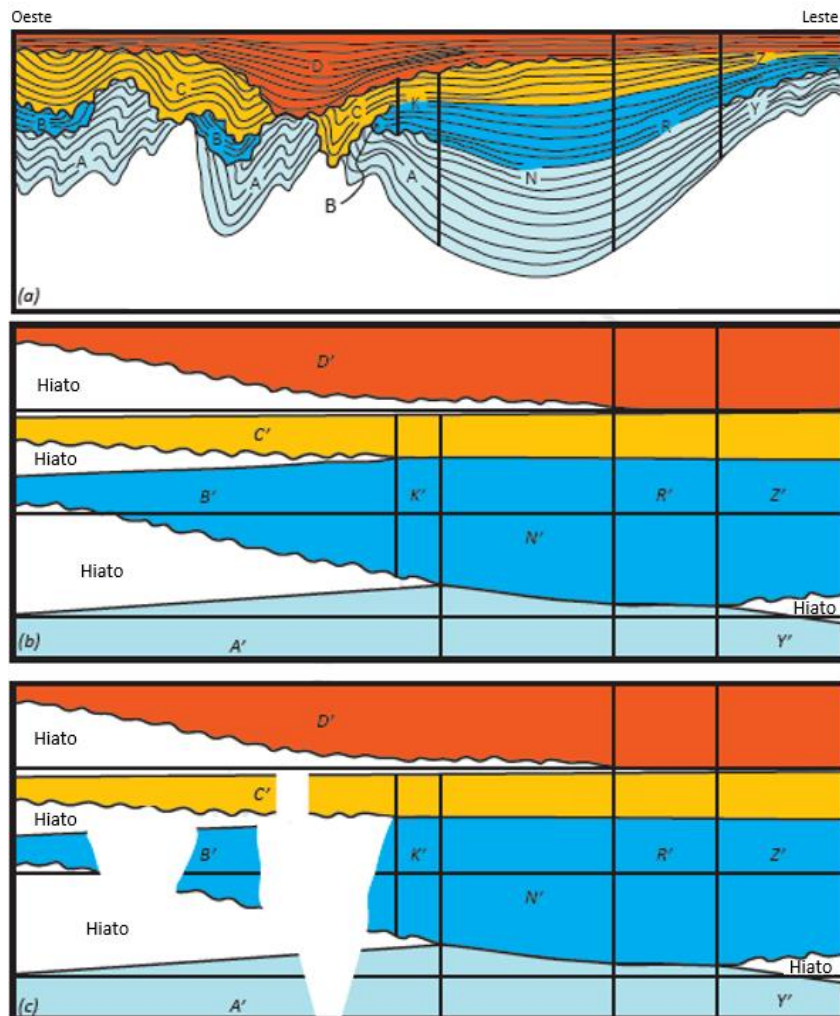 Oeste Leste
D
Z
C
B
C
K
Y
R
B
A
A
A
N
B
(a)
D'
Hiato
C'
Hiato
B' K' R' Z'
N'
Hiato
Hiato
(b) A' Y'
D'
Hiato
C'
Hiato
B' K' R' Z'
N'
Hiato
Hiato
(c) A' Y'